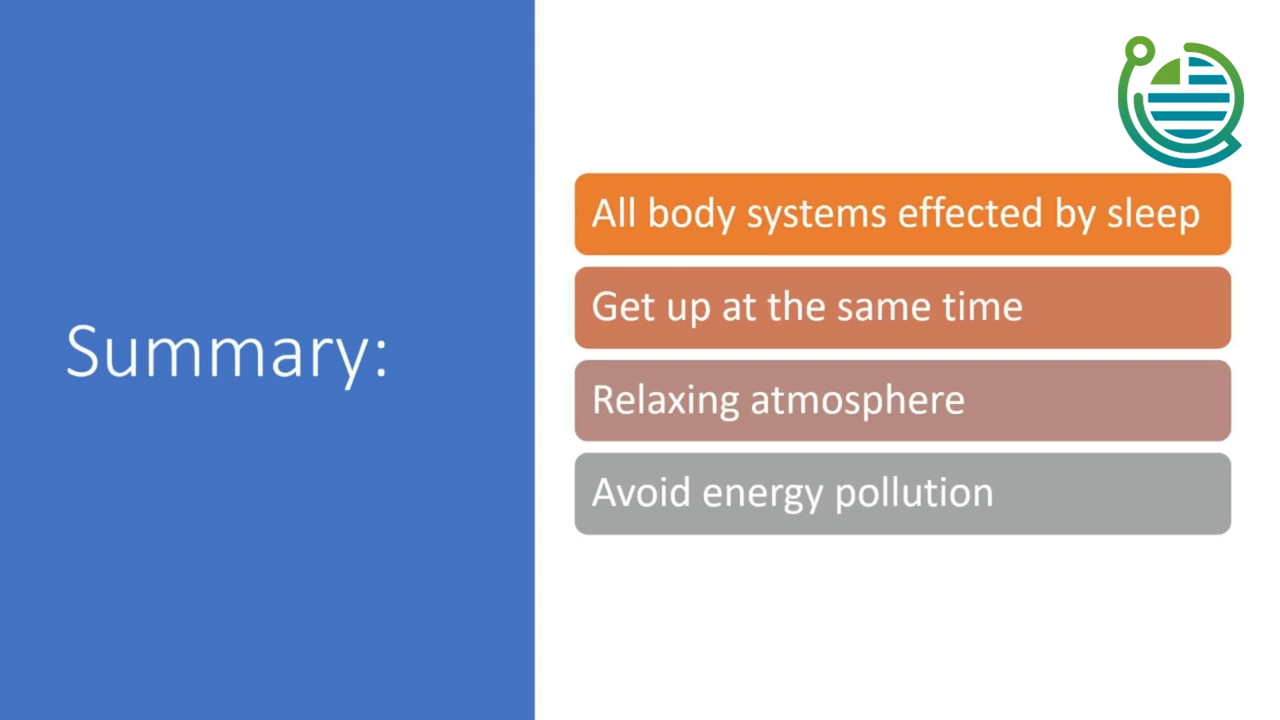 Summary:
All body systems effected by sleep
Get up at the same time
Relaxing atmosphere
Avoid energy pollution